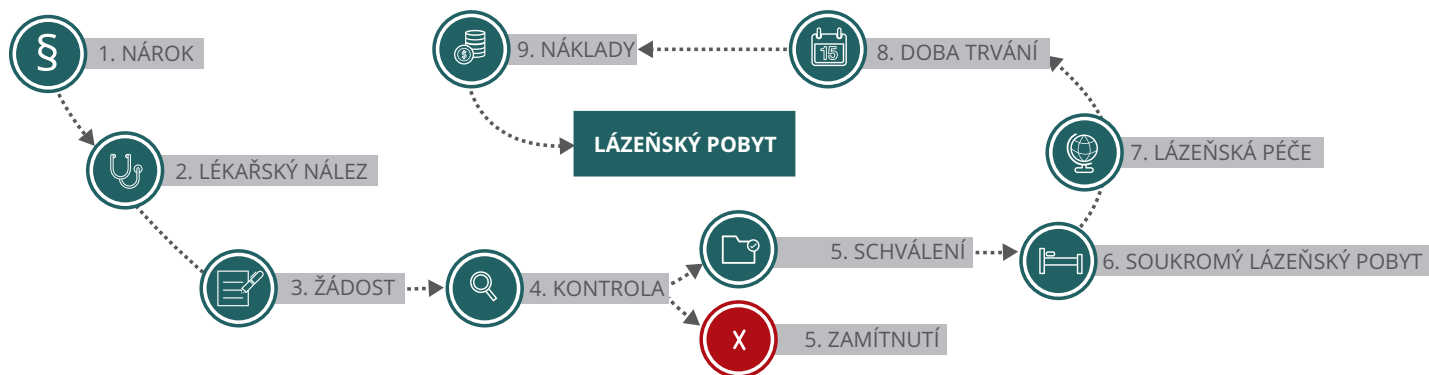 §
1. NÁROK
2. LÉKAŘSKÝ NÁLEZ
3. ŽÁDOST
4. KONTROLA
5. SCHVÁLENÍ
X
5. ZAMÍTNUTÍ
6. SOUKROMÝ LÁZEŇSKÝ POBYT
7. LÁZEŇSKÁ PÉČE
15
8. DOBA TRVÁNÍ
$
9. NÁKLADY
LÁZEŇSKÝ POBYT